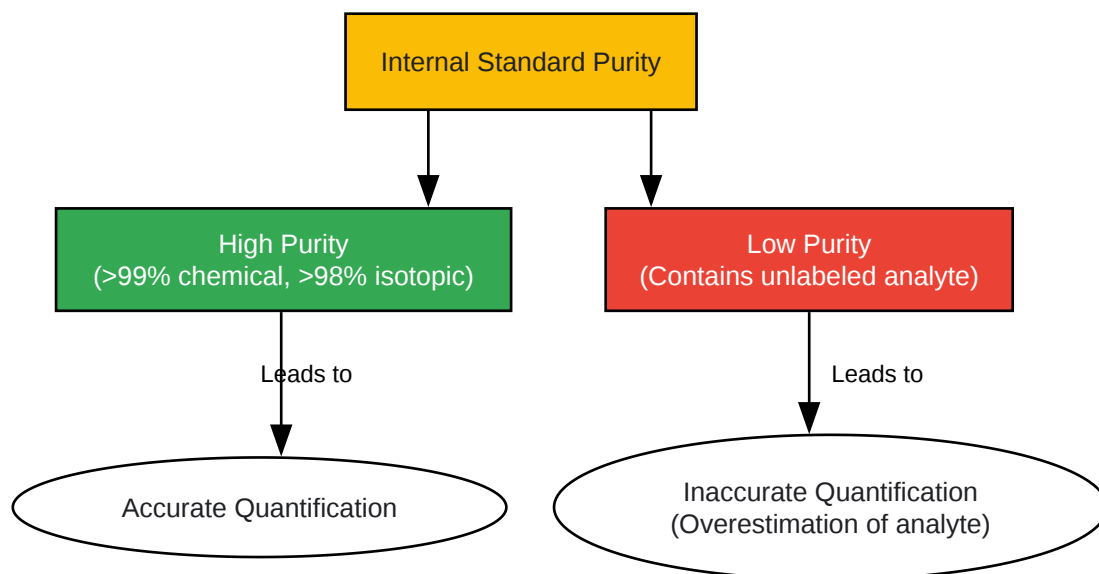 Internal Standard Purity
High Purity
(>99% chemical, >98% isotopic)
Low Purity
(Contains unlabeled analyte)
Leads to
Leads to
Accurate Quantification
Inaccurate Quantification
(Overestimation of analyte)